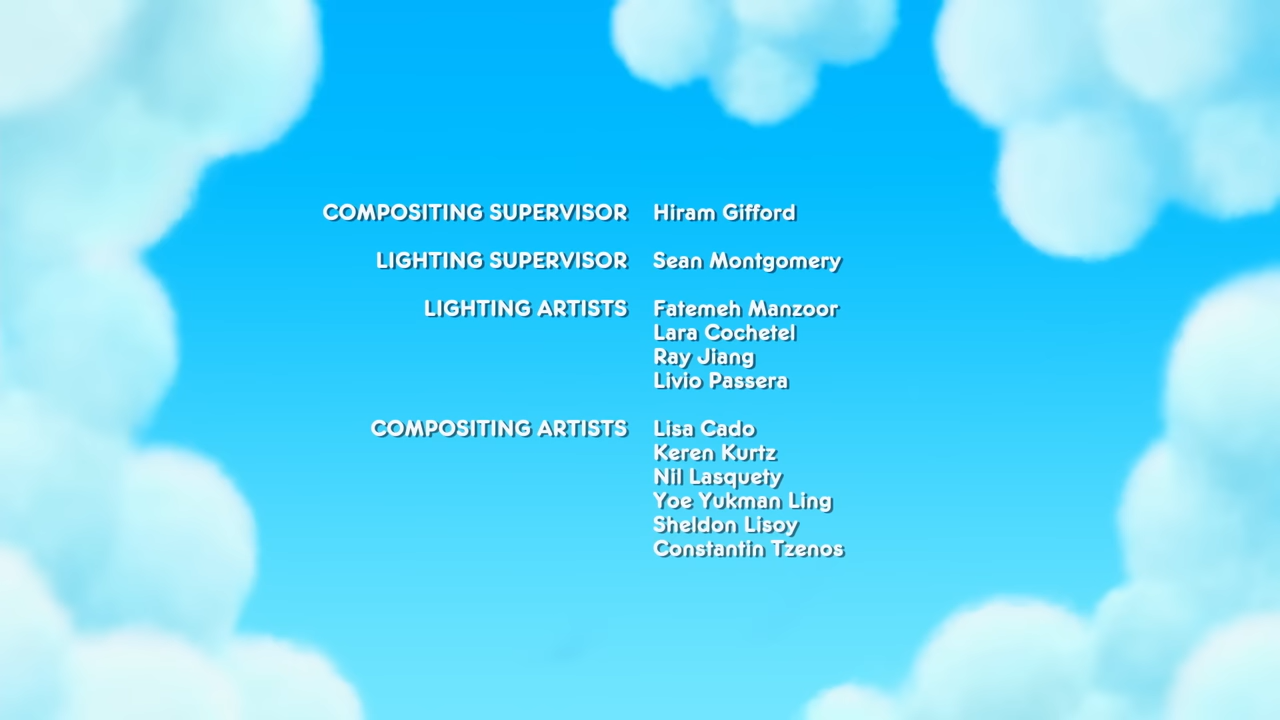 COMPOSITING SUPERVISOR Hiram Gifford
LIGHTING SUPERVISOR Sean Montgomery
LIGHTING ARTISTS Fatemeh Manzoor
Lara Cochetel
Ray Jiang
Livio Passera
COMPOSITING ARTISTS Lisa Cado
Keren Kurtz
Nil Lasquety
Yoe Yukman Ling
Sheldon Lisoy
Constantin Tzenos